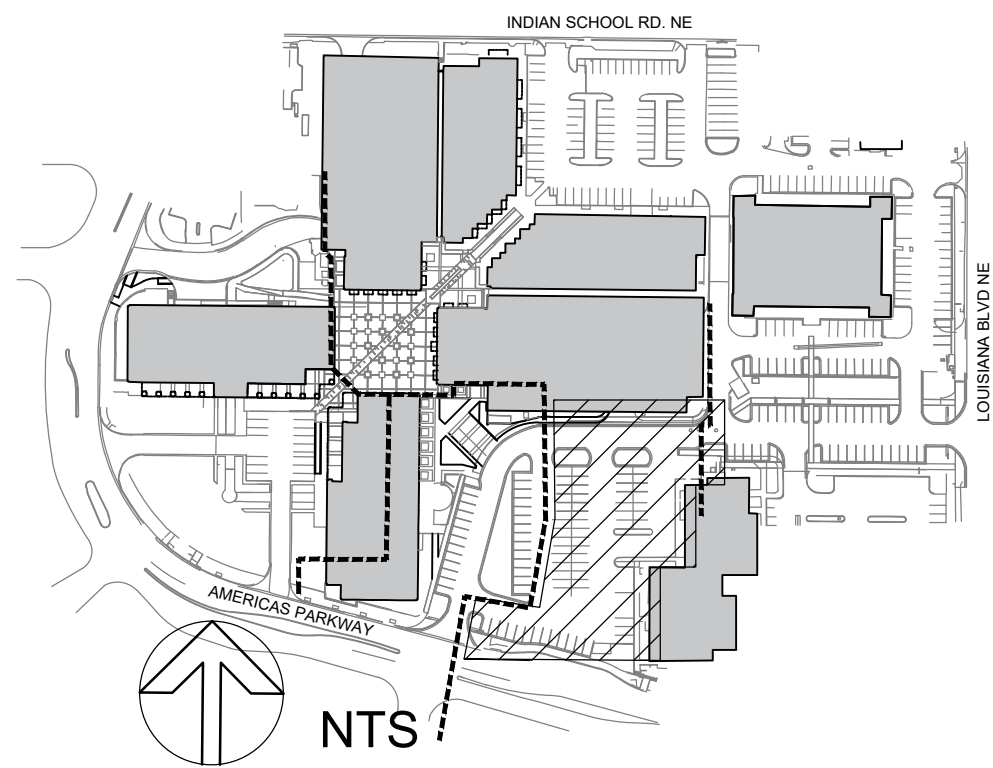 INDIAN SCHOOL RD. NE
LOUISIANA BLVD NE
AMERICAS PARKWAY
NTS